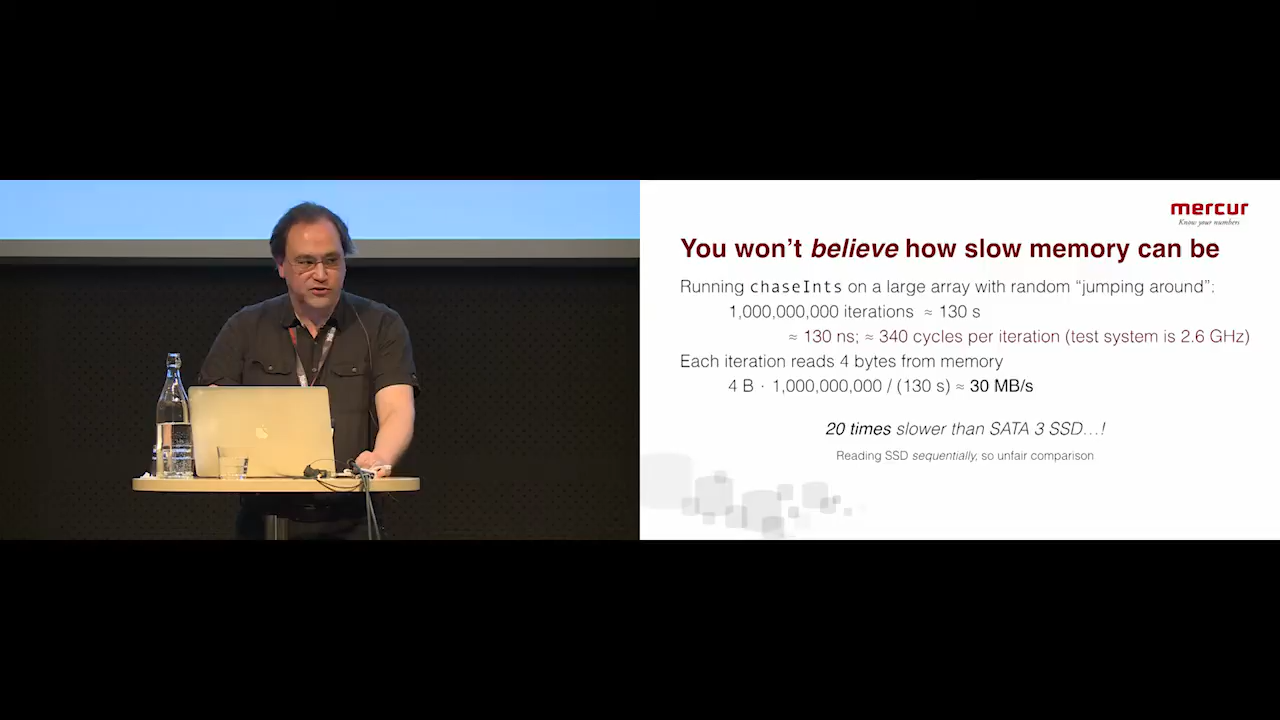 mercur
Know your numbers
You won't believe how slow memory can be
Running chaseInts on a large array with random “jumping around”:
1,000,000,000 iterations ≈ 130 s
≈ 130 ns; ≈ 340 cycles per iteration (test system is 2.6 GHz)
Each iteration reads 4 bytes from memory
4 B · 1,000,000,000 / (130 s) ≈ 30 MB/s
20 times slower than SATA 3 SSD…!
Reading SSD sequentially, so unfair comparison